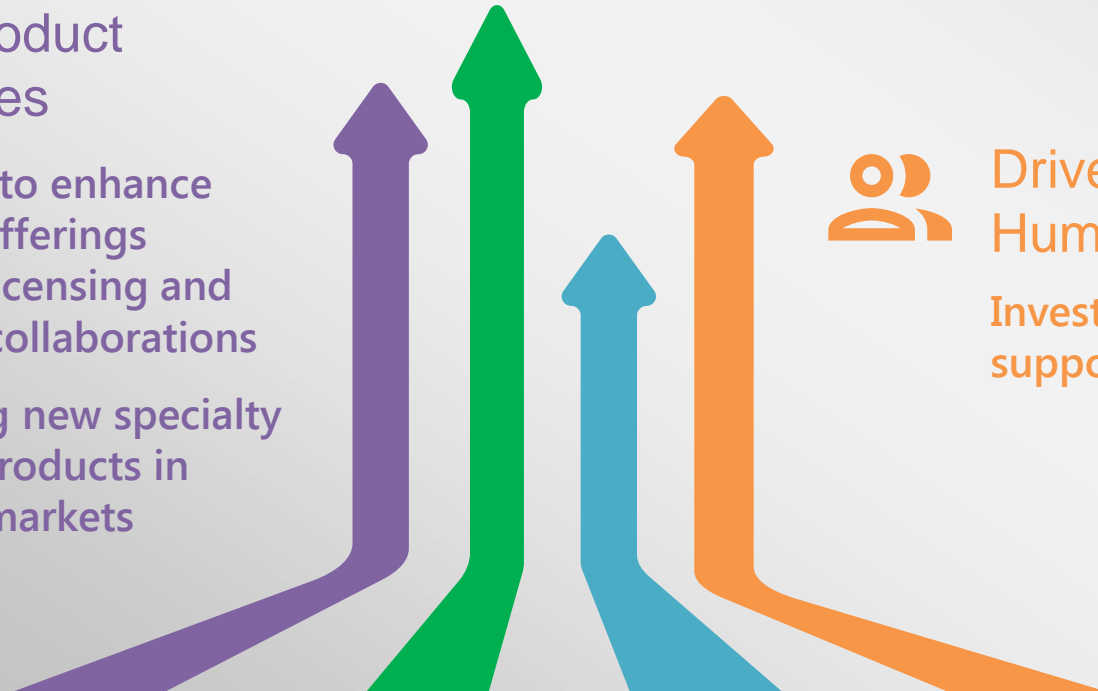 oduct
es
to enhance
fferings
censing and
collaborations
g new specialty
roducts in
markets
Drive
Hum
Invest
suppo